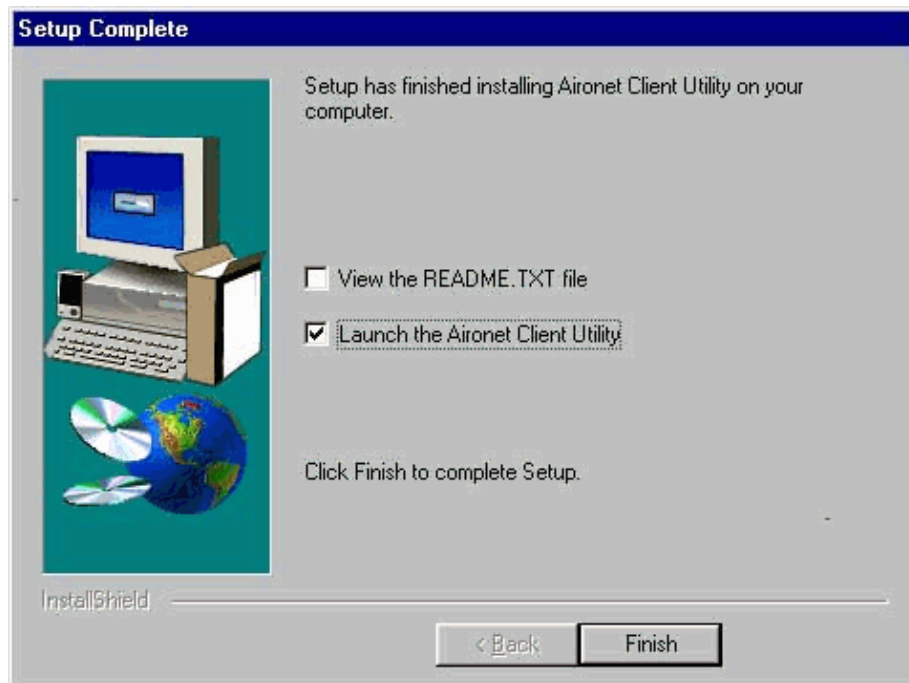 Setup Complete
Setup has finished installing Aironet Client Utility on your
computer.
View the README.TXT file
Launch the Aironet Client Utility
Click Finish to complete Setup.
InstallShield
< Back
Finish